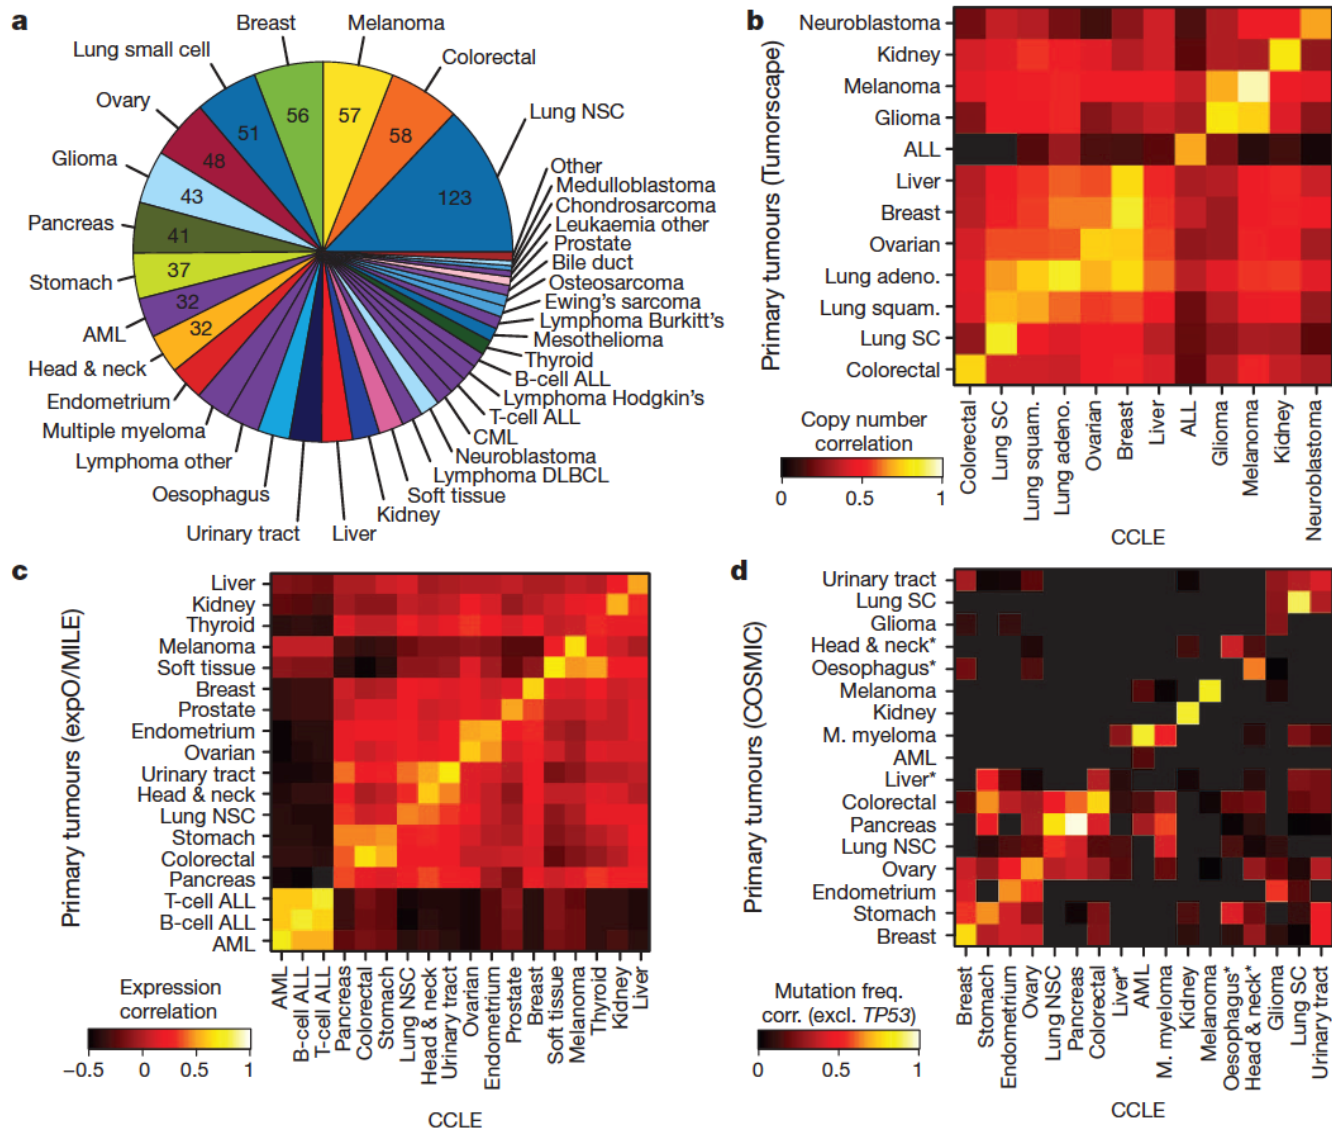 a
Breast
Melanoma
Lung small cell
Colorectal
Ovary
Lung NSC
Glioma
Pancreas
Stomach
AML
Head & neck
Endometrium
Multiple myeloma
Lymphoma other
Oesophagus
Urinary tract
Liver
Kidney
Soft tissue
Lymphoma DLBCL
Neuroblastoma
CML
T-cell ALL
Lymphoma Hodgkin's
B-cell ALL
Thyroid
Mesothelioma
Lymphoma Burkitt's
Ewing's sarcoma
Osteosarcoma
Bile duct
Prostate
Leukaemia other
Chondrosarcoma
Medulloblastoma
Other
56
57
51
58
48
123
43
41
37
32
32
b
Primary tumours (Tumorscape)
Neuroblastoma
Kidney
Melanoma
Glioma
ALL
Liver
Breast
Ovarian
Lung adeno.
Lung squam.
Lung SC
Colorectal
Colorectal
Lung SC
Lung squam.
Lung adeno.
Ovarian
Breast
Liver
ALL
Glioma
Melanoma
Kidney
Neuroblastoma
CCLE
Copy number
correlation
0 0.5 1
c
Primary tumours (expO/MILE)
Liver
Kidney
Thyroid
Melanoma
Soft tissue
Breast
Prostate
Endometrium
Ovarian
Urinary tract
Head & neck
Lung NSC
Stomach
Colorectal
Pancreas
T-cell ALL
B-cell ALL
AML
AML
B-cell ALL
T-cell ALL
Pancreas
Colorectal
Stomach
Lung NSC
Head & neck
Urinary tract
Ovarian
Endometrium
Prostate
Breast
Soft tissue
Melanoma
Thyroid
Kidney
Liver
CCLE
Expression
correlation
−0.5 0 0.5 1
d
Primary tumours (COSMIC)
Urinary tract
Lung SC
Glioma
Head & neck*
Oesophagus*
Melanoma
Kidney
M. myeloma
AML
Liver*
Colorectal
Pancreas
Lung NSC
Ovary
Endometrium
Stomach
Breast
Breast
Stomach
Endometrium
Ovary
Lung NSC
Pancreas
Colorectal
Liver*
AML
M. myeloma
Kidney
Melanoma
Oesophagus*
Head & neck*
Glioma
Lung SC
Urinary tract
CCLE
Mutation freq.
corr. (excl. TP53)
0 0.5 1